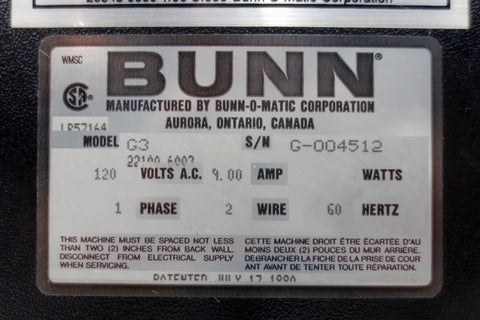 Bunn-O-Matic Corporation
WMSC
BUNN®
MANUFACTURED BY BUNN-O-MATIC CORPORATION
AURORA, ONTARIO, CANADA
LR57164
MODEL G3 S/N G-004512
22100.6002
120 VOLTS A.C. 9.00 AMP WATTS
1 PHASE 2 WIRE 60 HERTZ
THIS MACHINE MUST BE SPACED NOT LESS
THAN TWO (2) INCHES FROM BACK WALL.
DISCONNECT FROM ELECTRICAL SUPPLY
WHEN SERVICING.
CETTE MACHINE DROIT ÊTRE ÉCARTÉE D'AU
MOINS DEUX (2) POUCES DU MUR ARRIÈRE.
DEBRANCHER LA FICHE DE LA PRISE DE COUR
ANT AVANT DE TENTER TOUTE RÉPARATION.
PATENTED JULY 17